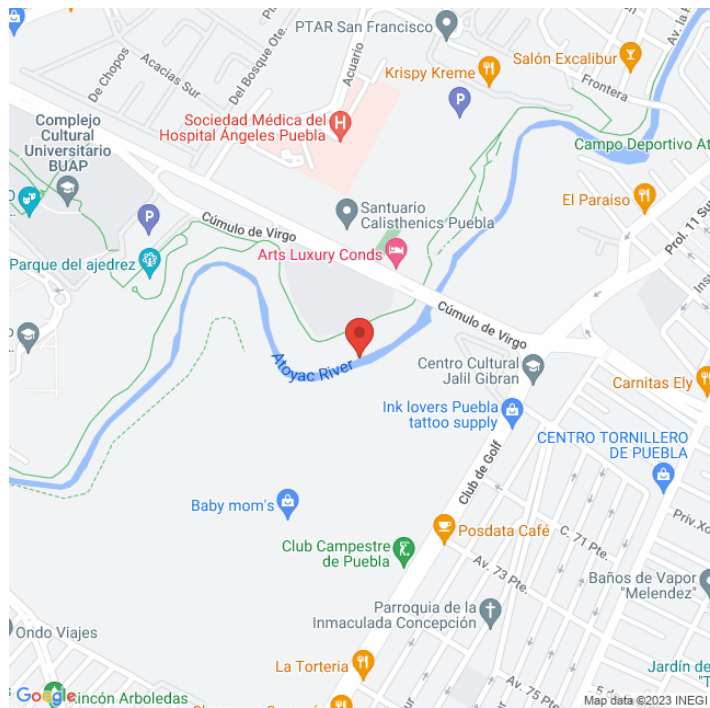 PTAR San Francisco
Salón Excalibur
Krispy Kreme
Frontera
Acuario
Del Bosque Ote.
Acacias Sur
De Chopos
Complejo
Cultural
Universitario
BUAP
Sociedad Médica del
Hospital Ángeles Puebla
P
Campo Deportivo At
El Paraiso
Prol. 11 Su
Santuario
Calisthenics Puebla
P
Cúmulo de Virgo
Arts Luxury Conds
Parque del ajedrez
Cúmulo de Virgo
Atoyac River
Centro Cultural
Jalil Gibran
Carnitas Ely
Ink lovers Puebla
tattoo supply
CENTRO TORNILLERO
DE PUEBLA
Club de Golf
Baby mom's
Posdata Café
C. 71 Pte.
Priv.Xo
Club Campestre
de Puebla
Av. 73 Pte.
Baños de Vapor
"Melendez"
Parroquia de la
Inmaculada Concepción
Ondo Viajes
La Torteria
Av. 75 Pte.
Jardín de
Google
Rincón Arboledas
Map data ©2023 INEGI